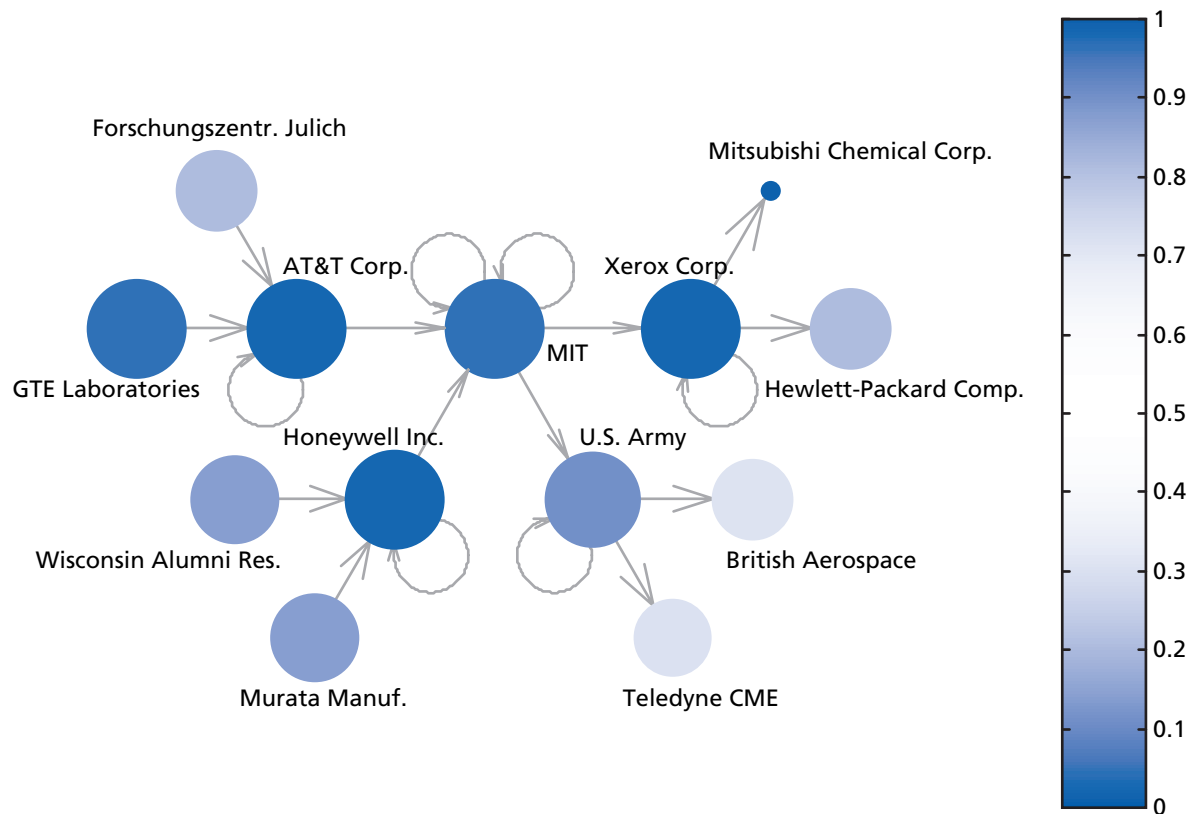 1
Forschungszentr. Julich
Mitsubishi Chemical Corp.
0.9
0.8
AT&T Corp.
Xerox Corp.
0.7
MIT
GTE Laboratories
Hewlett-Packard Comp.
0.6
Honeywell Inc.
U.S. Army
0.5
0.4
Wisconsin Alumni Res.
British Aerospace
0.3
Murata Manuf.
Teledyne CME
0.2
0.1
0